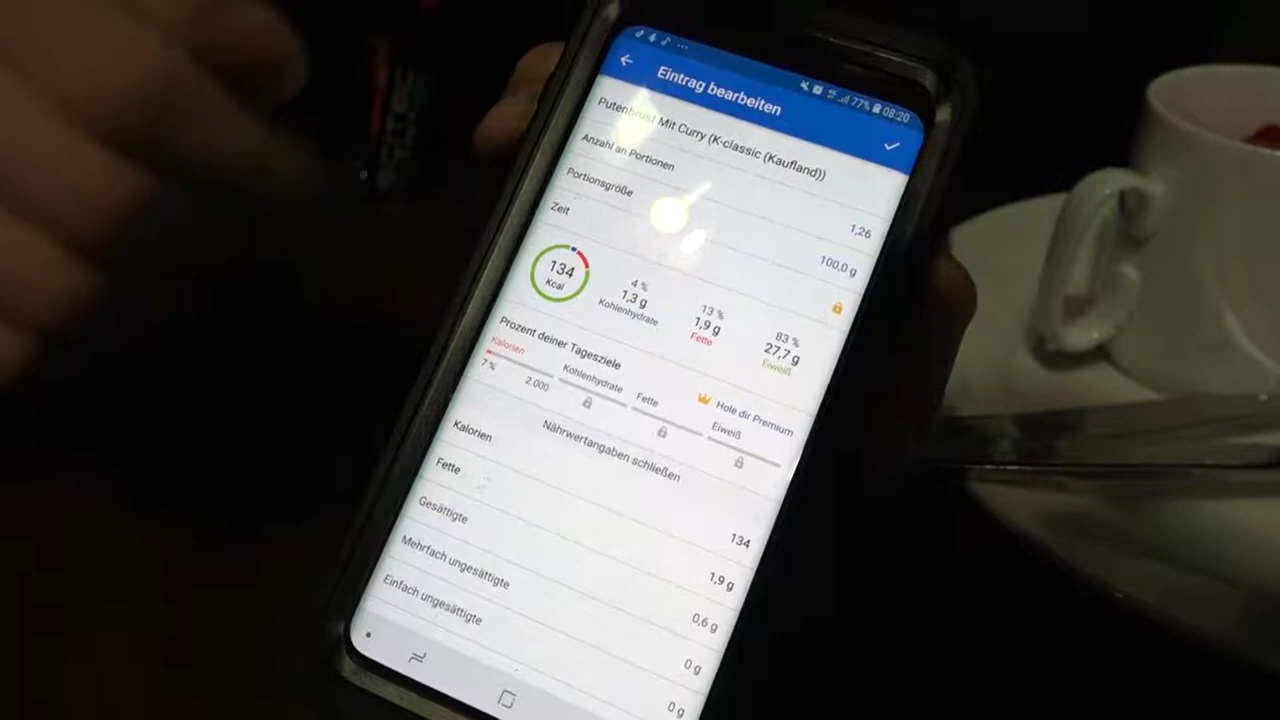 77% 08:20
Eintrag bearbeiten
Putenbrust Mit Curry (K-classic (Kaufland))
Anzahl an Portionen 1,26
Portionsgröße 100,0 g
Zeit
134 Kcal
4 % 13 % 83 %
1,3 g 1,9 g 27,7 g
Kohlenhydrate Fette Eiweiß
Prozent deiner Tagesziele
Hole dir Premium
Kalorien Kohlenhydrate Fette Eiweiß
7 % 2.000
Nährwertangaben schließen
Kalorien 134
Fette 1,9 g
Gesättigte 0,6 g
Mehrfach ungesättigte 0 g
Einfach ungesättigte 0 g